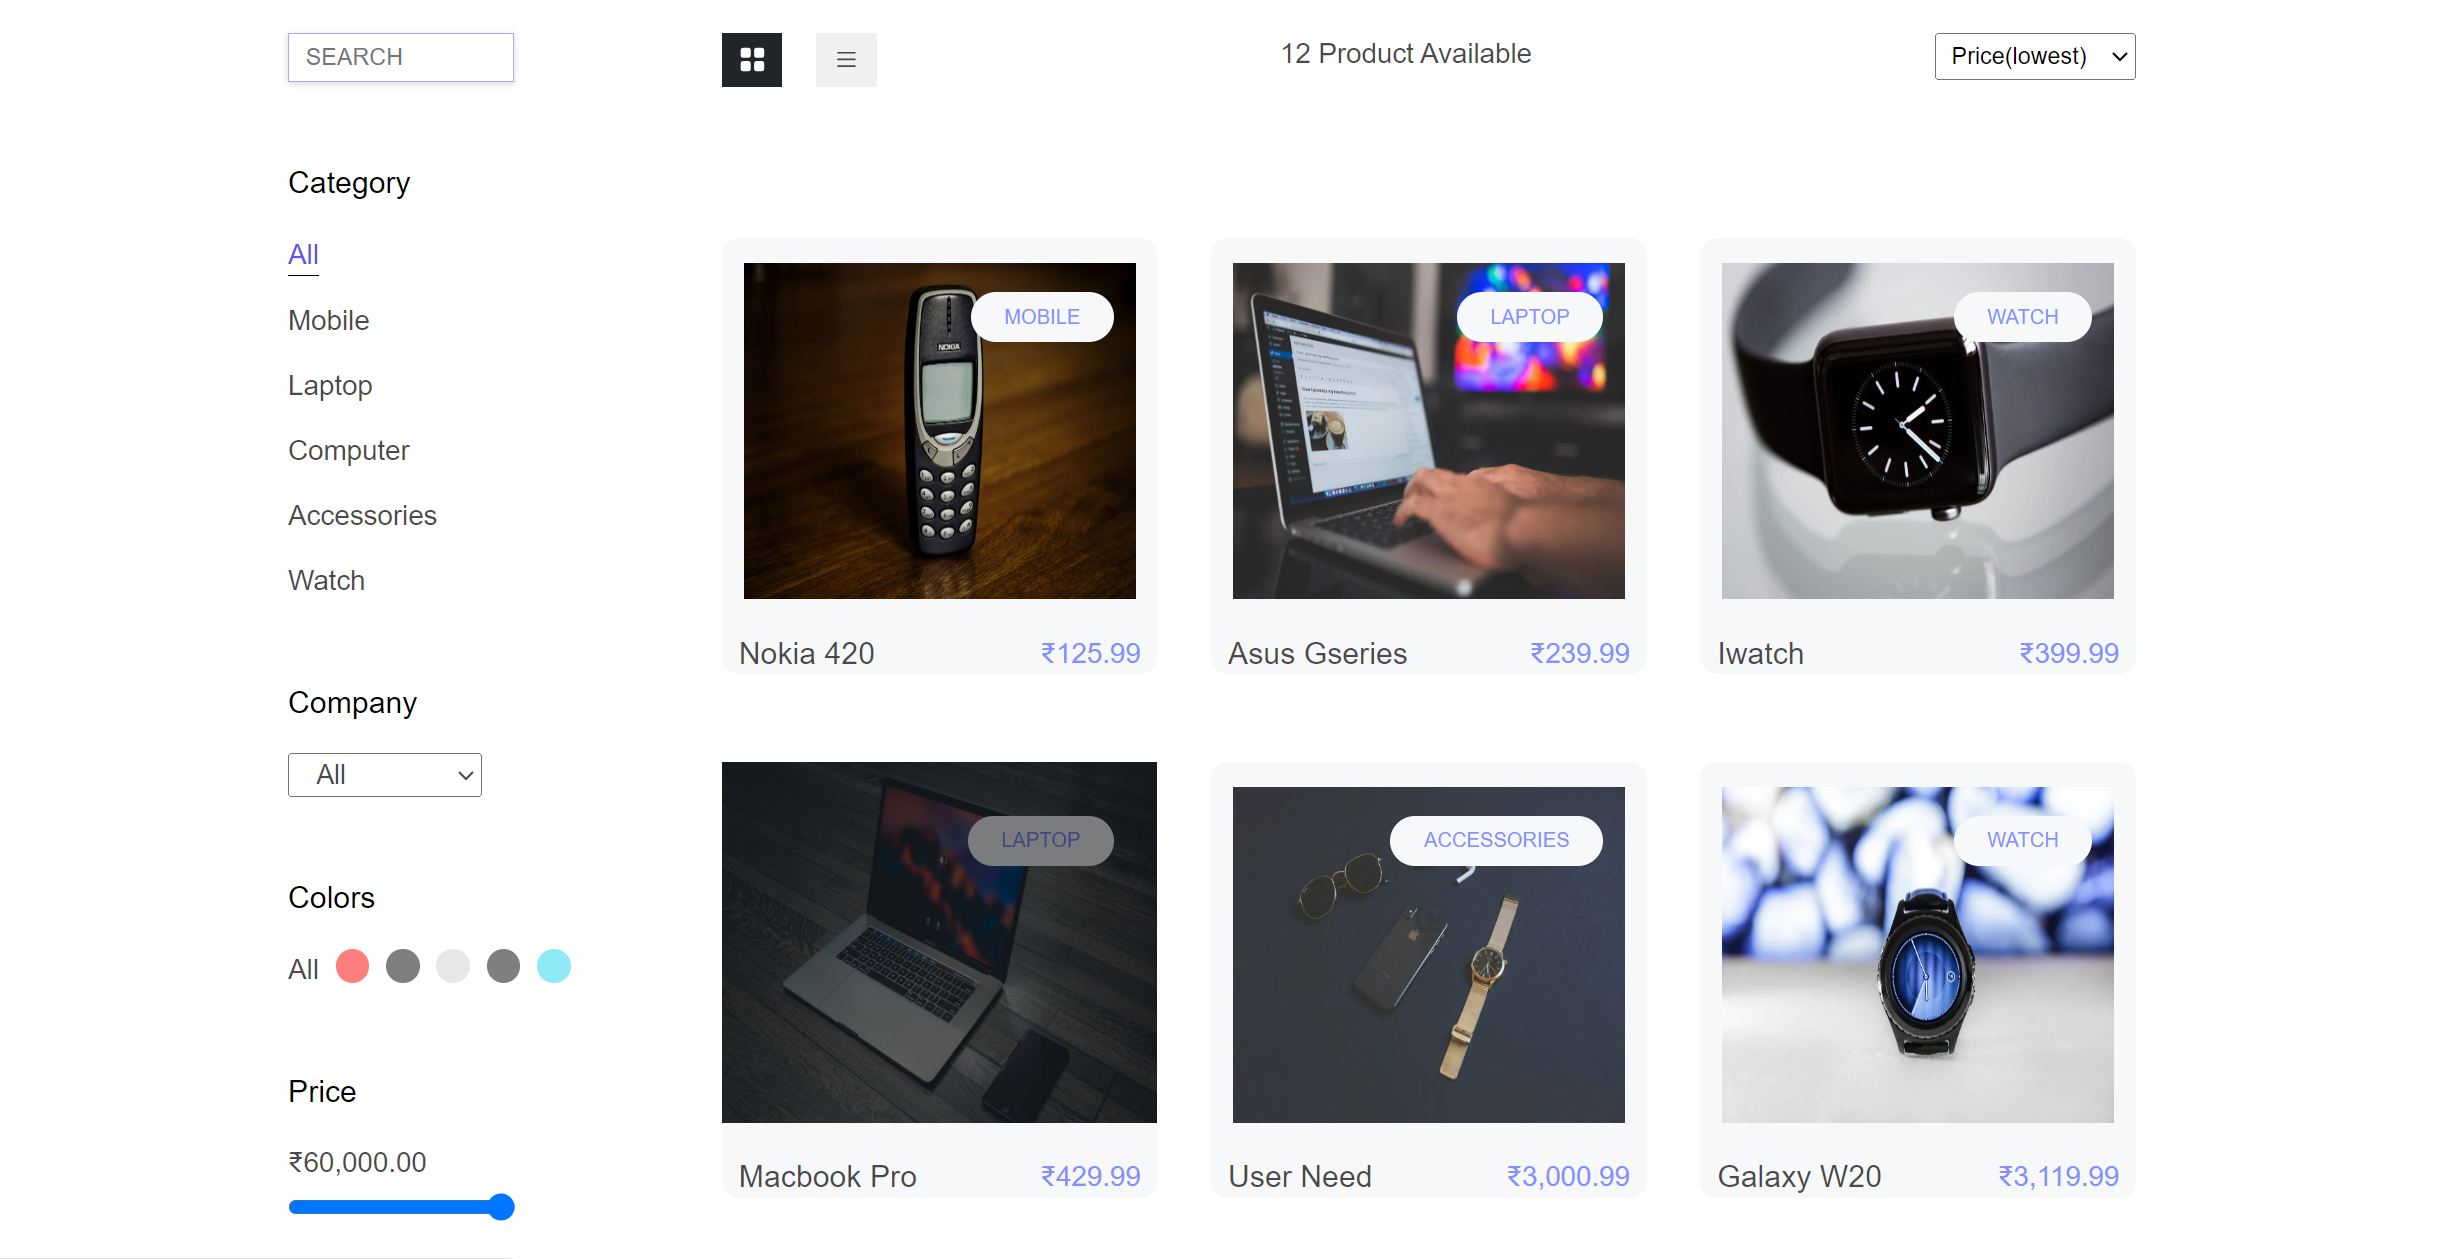 SEARCH
12 Product Available
Price(lowest)
Category
All
Mobile
Laptop
Computer
Accessories
Watch
Company
All
Colors
All
Price
₹60,000.00
MOBILE
NOKIA
Nokia 420
₹125.99
LAPTOP
Asus Gseries
₹239.99
WATCH
Iwatch
₹399.99
LAPTOP
Macbook Pro
₹429.99
ACCESSORIES
User Need
₹3,000.99
WATCH
Galaxy W20
₹3,119.99